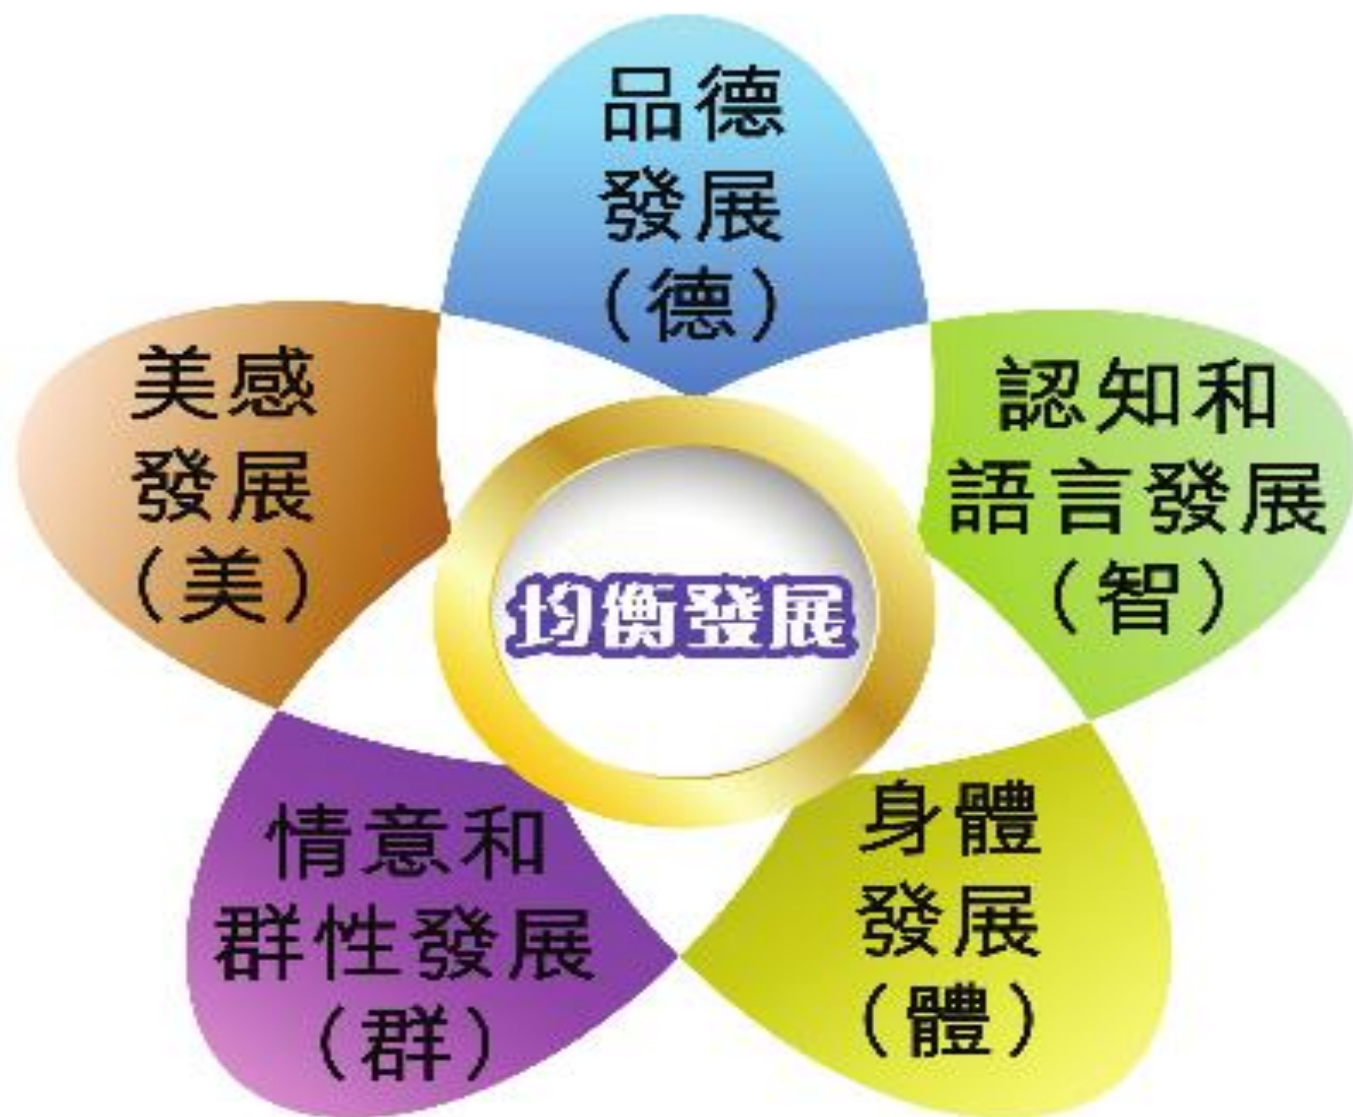 品德
發展
（德）
認知和
語言發展
（智）
身體
發展
（體）
情意和
群性發展
（群）
美感
發展
（美）
均衡發展